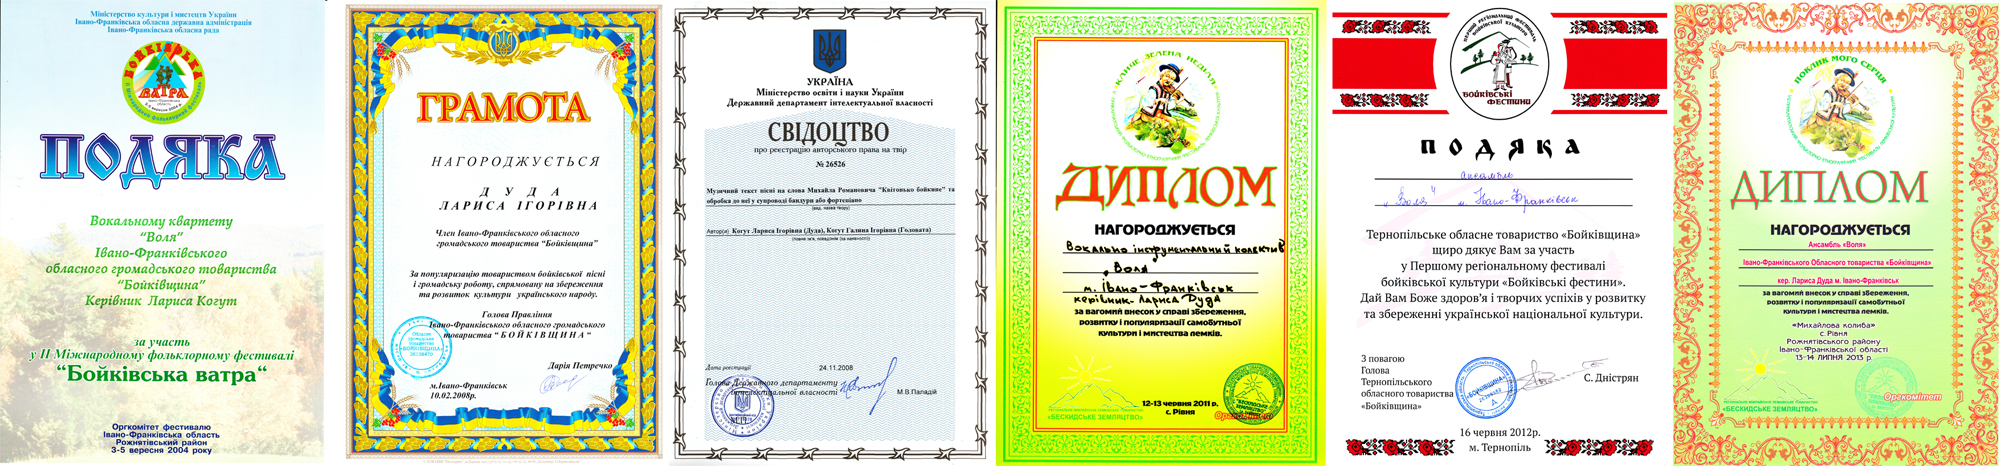 Міністерство культури і мистецтв України
Івано-Франківська обласна державна адміністрація
Івано-Франківська обласна рада
БОЙКІВСЬКА
ВАТРА
ПОДЯКА
Вокальному квартету
"Воля"
Івано-Франківського
обласного громадського товариства
"Бойківщина"
Керівник Лариса Когут
за участь
у ІІ Міжнародному фольклорному фестивалі
"Бойківська ватра"
Оргкомітет фестивалю
Івано-Франківська область
Рожнятівський район
3-5 вересня 2004 року
ГРАМОТА
НАГОРОДЖУЄТЬСЯ
ДУДА
ЛАРИСА ІГОРІВНА
Член Івано-Франківського обласного
громадського товариства "Бойківщина"
За популяризацію товариством бойківської пісні
і громадську роботу, спрямовану на збереження
та розвиток культури українського народу.
Голова Правління
Івано-Франківського обласного громадського
товариства "БОЙКІВЩИНА"
Дарія Петречко
м.Івано-Франківськ
10.02.2008р.
УКРАЇНА
Міністерство освіти і науки України
Державний департамент інтелектуальної власності
СВІДОЦТВО
про реєстрацію авторського права на твір
№ 26526
Музичний текст пісні на слова Михайла Романовича "Квітонько бойкине" та
обробка до неї у супроводі бандури або фортепіано
(вид, назва твору)
Автор(и) Когут Лариса Ігорівна (Дуда), Когут Галина Ігорівна (Головата)
(повне ім'я, псевдонім (за наявності))
Дата реєстрації 24.11.2008
Голова Державного департаменту
інтелектуальної власності
М.В.Паладій
КАНЧЕ ЗЕЛЕНА НЕДІЛЯ
ДИПЛОМ
НАГОРОДЖУЄТЬСЯ
Вокально інструментальний колектив
"Воля"
м. Івано-Франківськ
керівник-Лариса Дуда
за вагомий внесок у справі збереження,
розвитку і популяризації самобутньої
культури і мистецтва лемків.
12-13 червня 2011 р.
с. Рівня
«БЕСКИДСЬКЕ ЗЕМЛЯЦТВО»
Оргкомітет
ПЕРШИЙ РЕГІОНАЛЬНИЙ ФЕСТИВАЛЬ
БОЙКІВСЬКОЇ КУЛЬТУРИ
БОЙКІВСЬКІ
ФЕСТИНИ
ПОДЯКА
ансамбль
"Воля" м. Івано-Франківськ
Тернопільське обласне товариство «Бойківщина»
щиро дякує Вам за участь
у Першому регіональному фестивалі
бойківської культури «Бойківські фестини».
Дай Вам Боже здоров'я і творчих успіхів у розвитку
та збереженні української національної культури.
З повагою
Голова
Тернопільського
обласного товариства
«Бойківщина»
С. Дністрян
16 червня 2012р.
м. Тернопіль
ПОКЛИК МОГО СЕРЦЯ
ДИПЛОМ
НАГОРОДЖУЄТЬСЯ
Ансамбль «Воля»
Івано-Франківського Обласного товариства «Бойківщина»
кер. Лариса Дуда м. Івано-Франківськ
за вагомий внесок у справі збереження,
розвитку і популяризації самобутньої
культури і мистецтва лемків.
«Михайлова колиба»
с. Рівня
Рожнятівського району
Івано-Франківської області
13-14 ЛИПНЯ 2013 р.
«БЕСКИДСЬКЕ ЗЕМЛЯЦТВО»
Оргкомітет